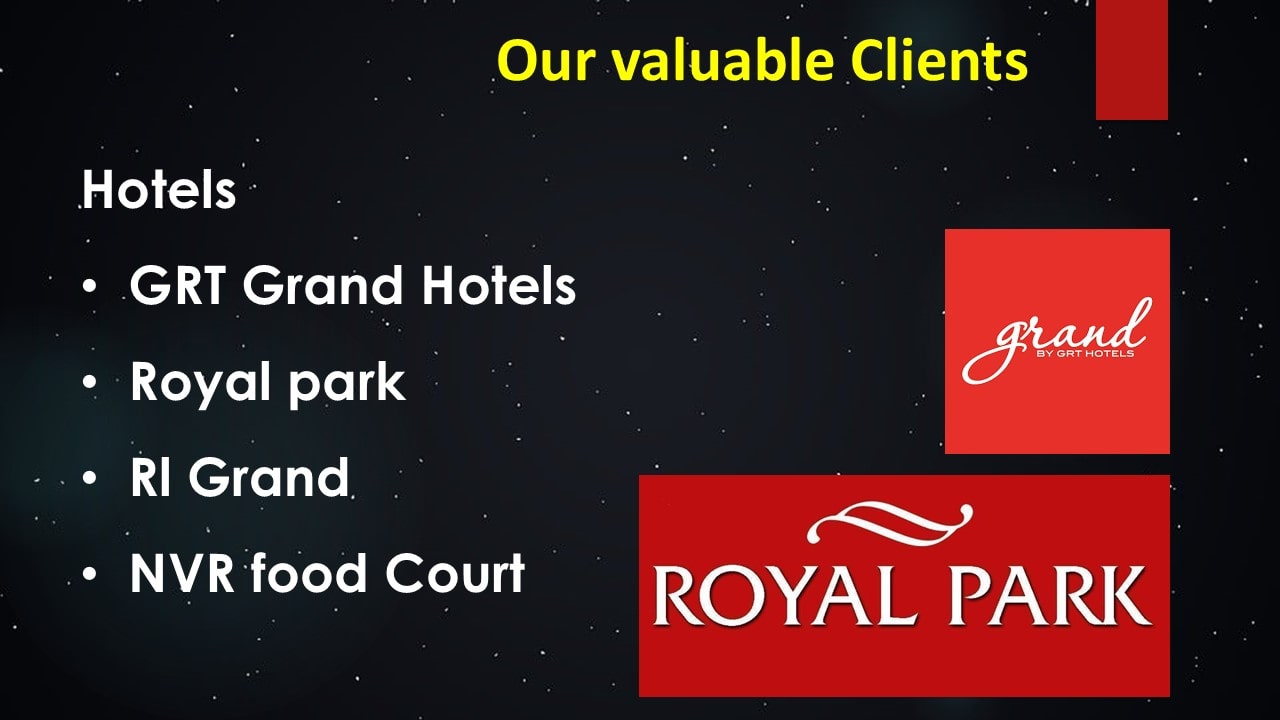 Our valuable Clients
Hotels
• GRT Grand Hotels
• Royal park
• Rl Grand
• NVR food Court
grand
BY GRT HOTELS
ROYAL PARK